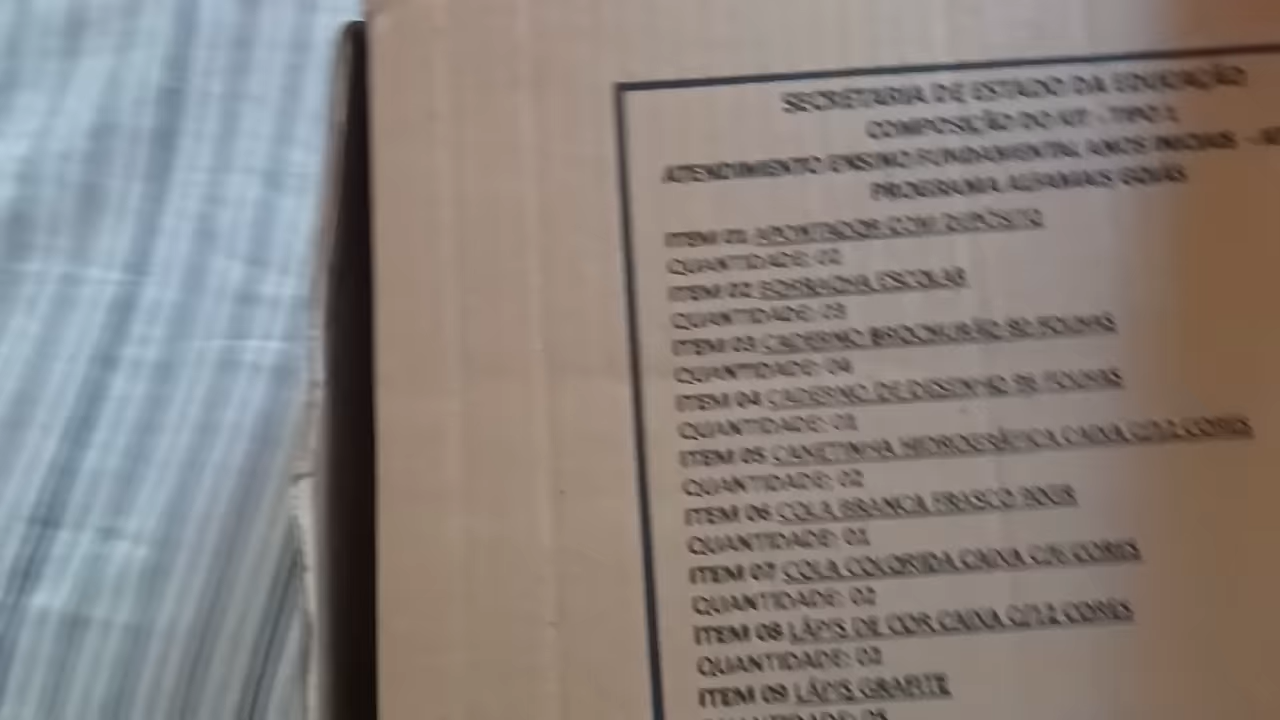 SECRETARIA DE ESTADO DA EDUCAÇÃO
COMPOSIÇÃO DO KIT - TIPO 1
ATENDIMENTO ENSINO FUNDAMENTAL ANOS INICIAIS -
PROGRAMA ALFAMAIS GOIÁS
ITEM 01 APONTADOR COM DEPÓSITO
QUANTIDADE: 02
ITEM 02 BORRACHA ESCOLAR
QUANTIDADE: 03
ITEM 03 CADERNO BROCHURÃO 80 FOLHAS
QUANTIDADE: 04
ITEM 04 CADERNO DE DESENHO 96 FOLHAS
QUANTIDADE:
ITEM 05 CANETINHA HIDROGRÁFICA CAIXA C/12 CORES
QUANTIDADE: 02
ITEM 06 COLA BRANCA FRASCO
QUANTIDADE: 01
ITEM 07 COLA COLORIDA CAIXA CORES
QUANTIDADE: 02
ITEM 08 LÁPIS DE COR CAIXA C/12 CORES
QUANTIDADE: 02
ITEM 09 LÁPIS GRAFITE
QUANTIDADE: